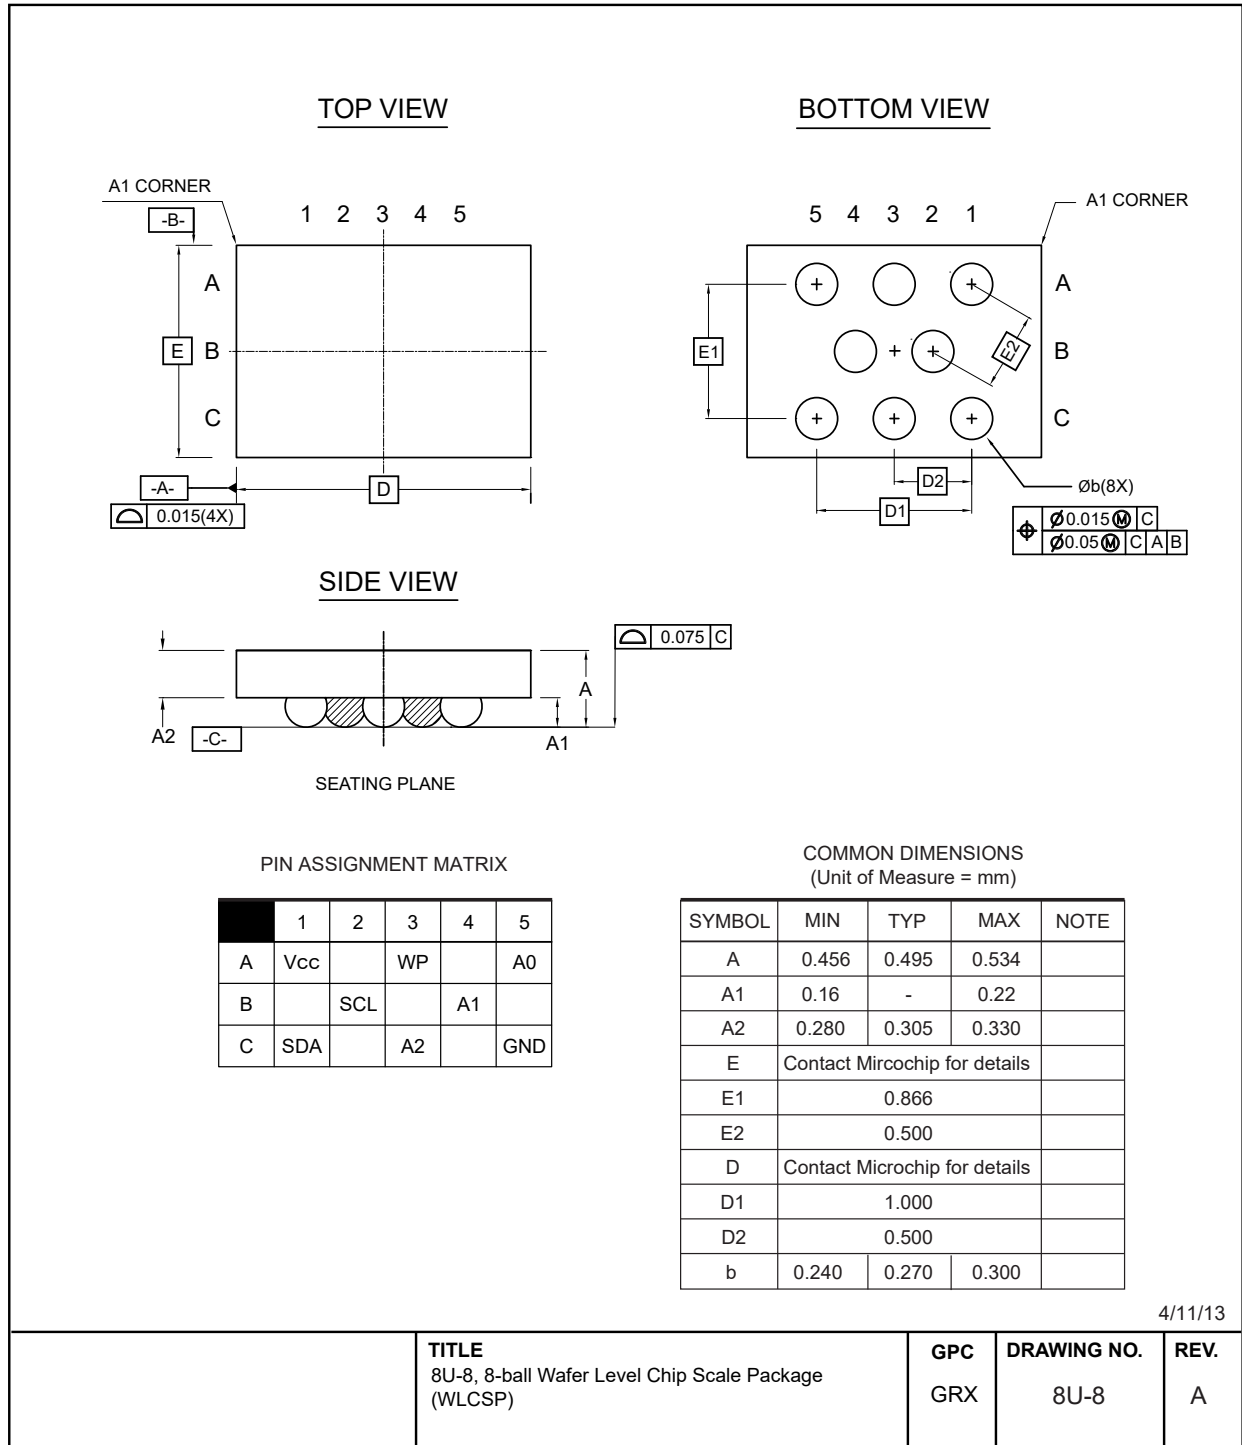 TOP VIEW
BOTTOM VIEW
A1 CORNER
-B-
1 2 3 4 5
A
E B
C
-A-
D
0.015(4X)
5 4 3 2 1
A1 CORNER
A
E1
E2
B
C
D2
D1
Øb(8X)
Ø0.015 M C
Ø0.05 M C A B
SIDE VIEW
0.075 C
A
A2 -C-
A1
SEATING PLANE
PIN ASSIGNMENT MATRIX
1 2 3 4 5
A Vcc WP A0
B SCL A1
C SDA A2 GND
COMMON DIMENSIONS
(Unit of Measure = mm)
SYMBOL MIN TYP MAX NOTE
A 0.456 0.495 0.534
A1 0.16 - 0.22
A2 0.280 0.305 0.330
E Contact Mircochip for details
E1 0.866
E2 0.500
D Contact Microchip for details
D1 1.000
D2 0.500
b 0.240 0.270 0.300
4/11/13
TITLE
8U-8, 8-ball Wafer Level Chip Scale Package
(WLCSP)
GPC
GRX
DRAWING NO.
8U-8
REV.
A